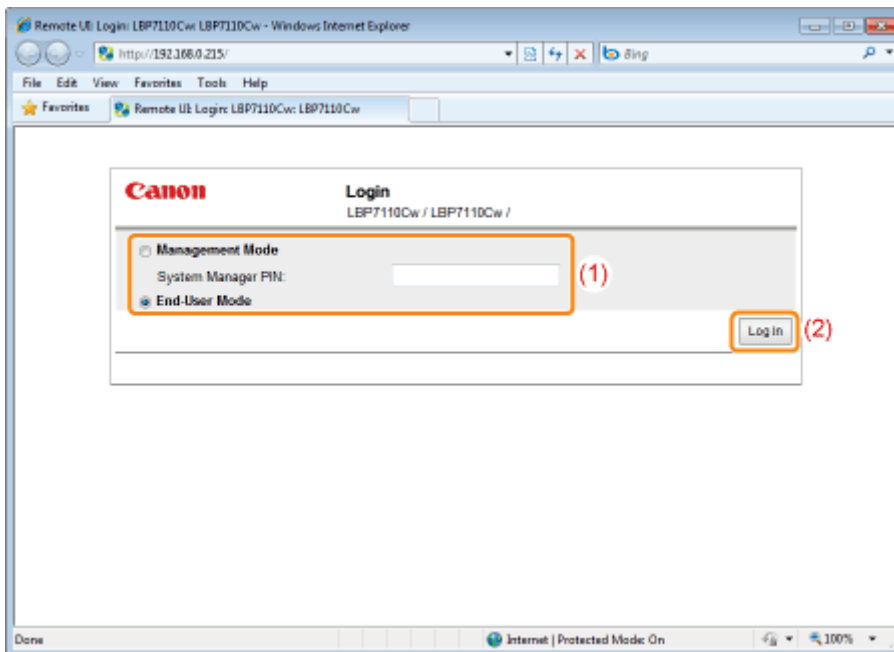 Remote UI: Login: LBP7110Cw: LBP7110Cw - Windows Internet Explorer
http://192.168.0.215/
Bing
File Edit View Favorites Tools Help
Favorites
Remote UI: Login: LBP7110Cw: LBP7110Cw
Canon
Login
LBP7110Cw / LBP7110Cw /
Management Mode
System Manager PIN:
(1)
End-User Mode
Log In
(2)
Done
Internet | Protected Mode: On
100%